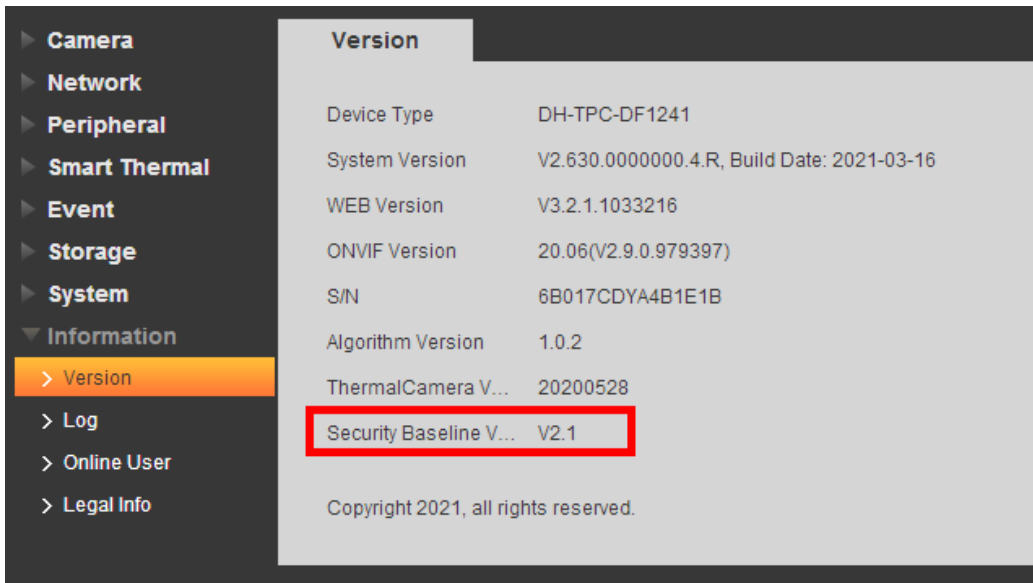 Camera
Network
Peripheral
Smart Thermal
Event
Storage
System
Information
Version
Log
Online User
Legal Info
Version
Device Type DH-TPC-DF1241
System Version V2.630.0000000.4.R, Build Date: 2021-03-16
WEB Version V3.2.1.1033216
ONVIF Version 20.06(V2.9.0.979397)
S/N 6B017CDYA4B1E1B
Algorithm Version 1.0.2
ThermalCamera V... 20200528
Security Baseline V... V2.1
Copyright 2021, all rights reserved.